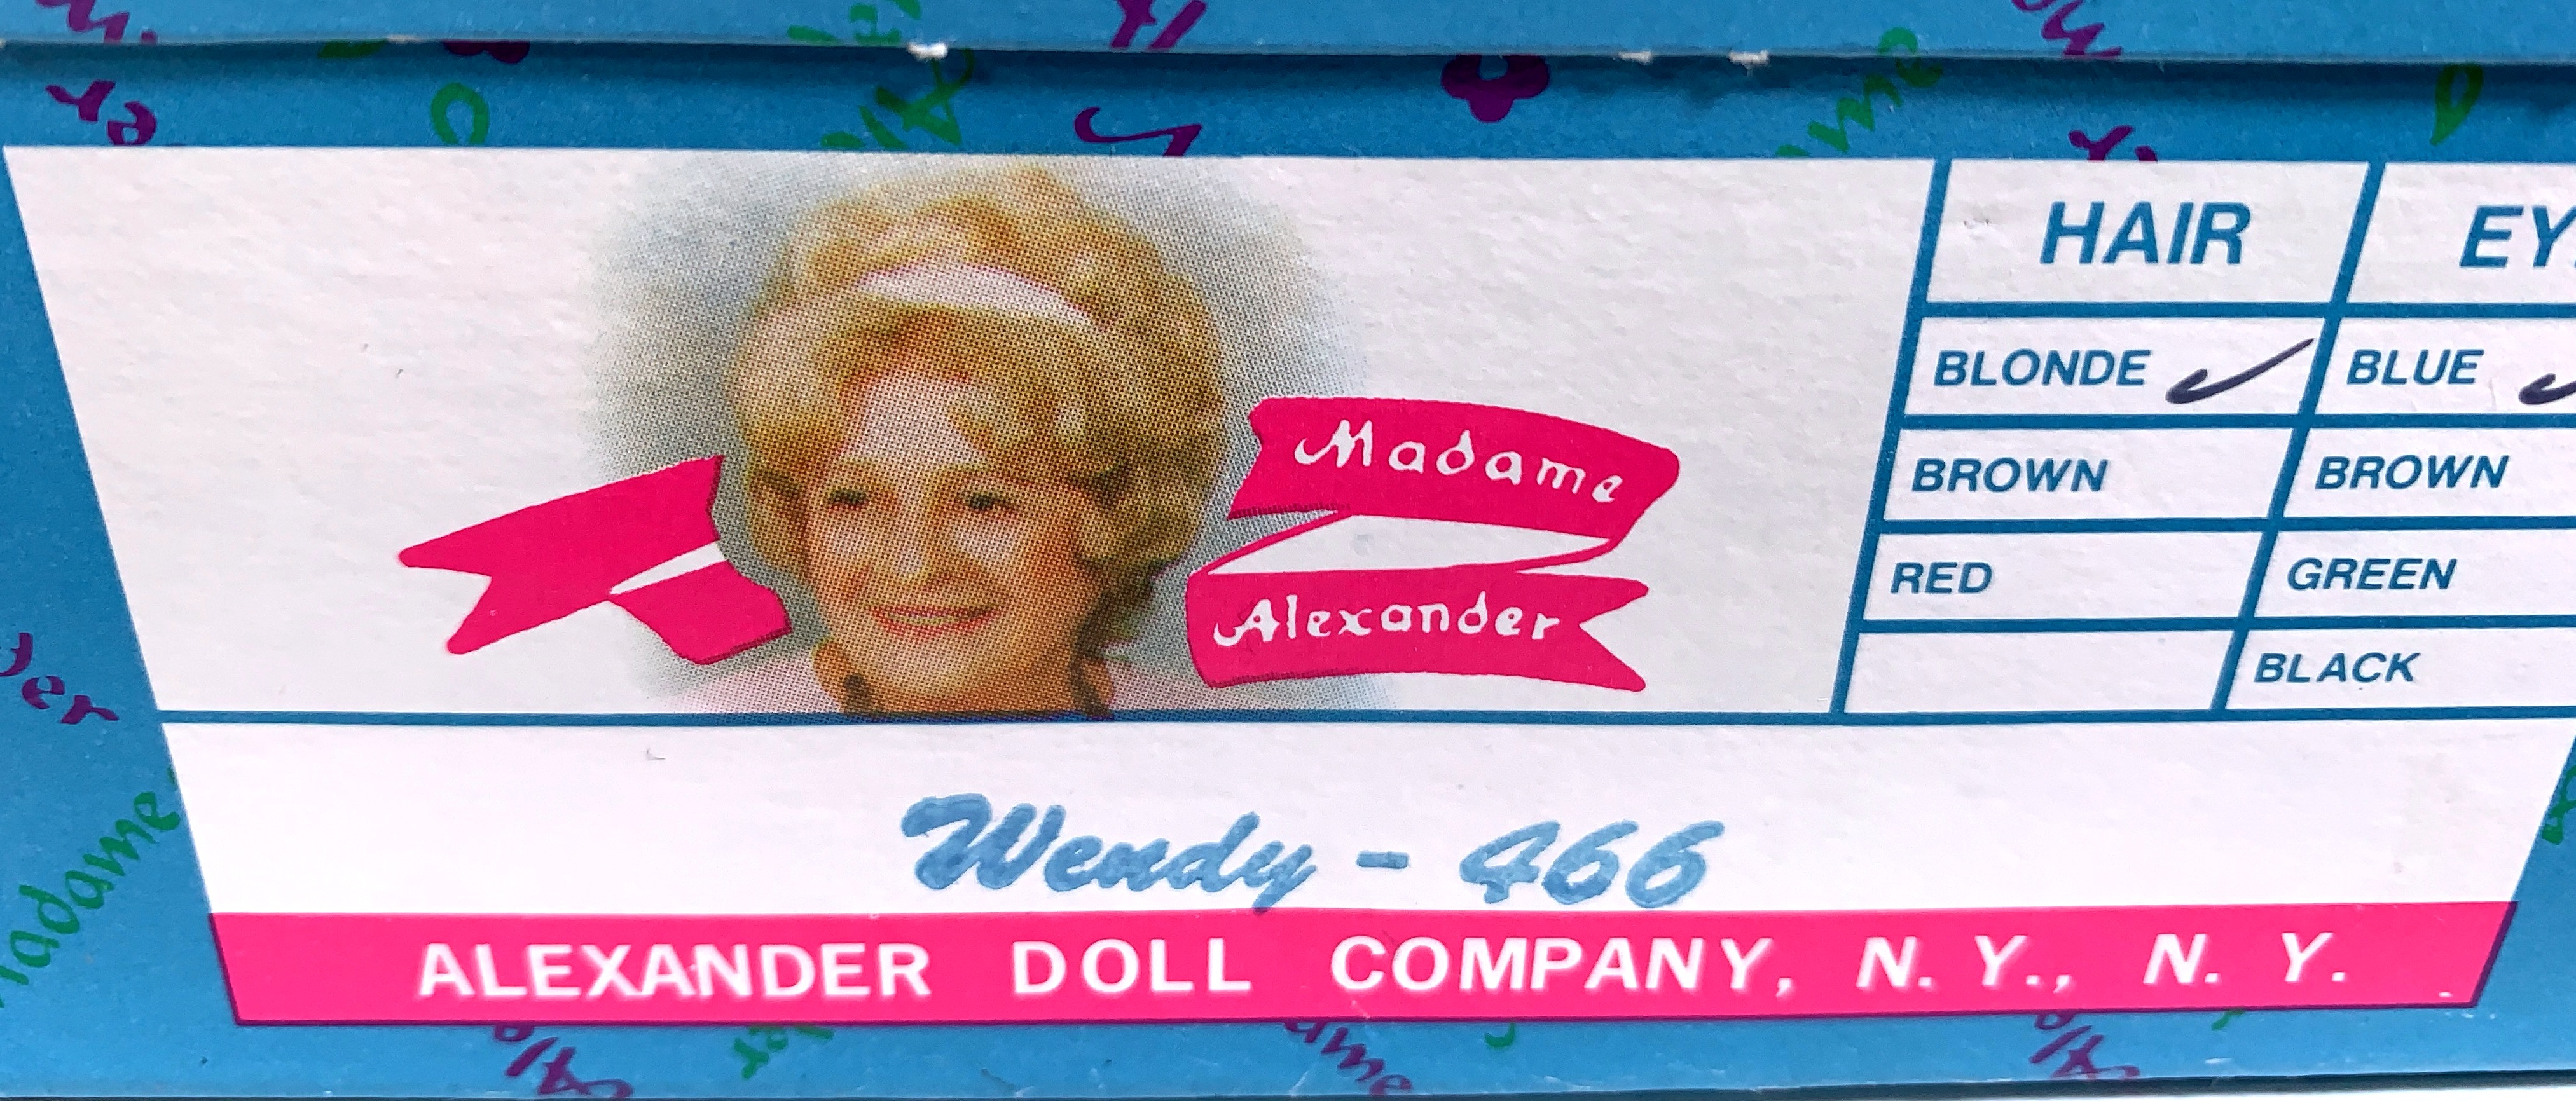 Madame
Alexander
HAIR
BLONDE ✓
BLUE
BROWN
BROWN
RED
GREEN
BLACK
Wendy - 466
ALEXANDER DOLL COMPANY, N. Y., N. Y.